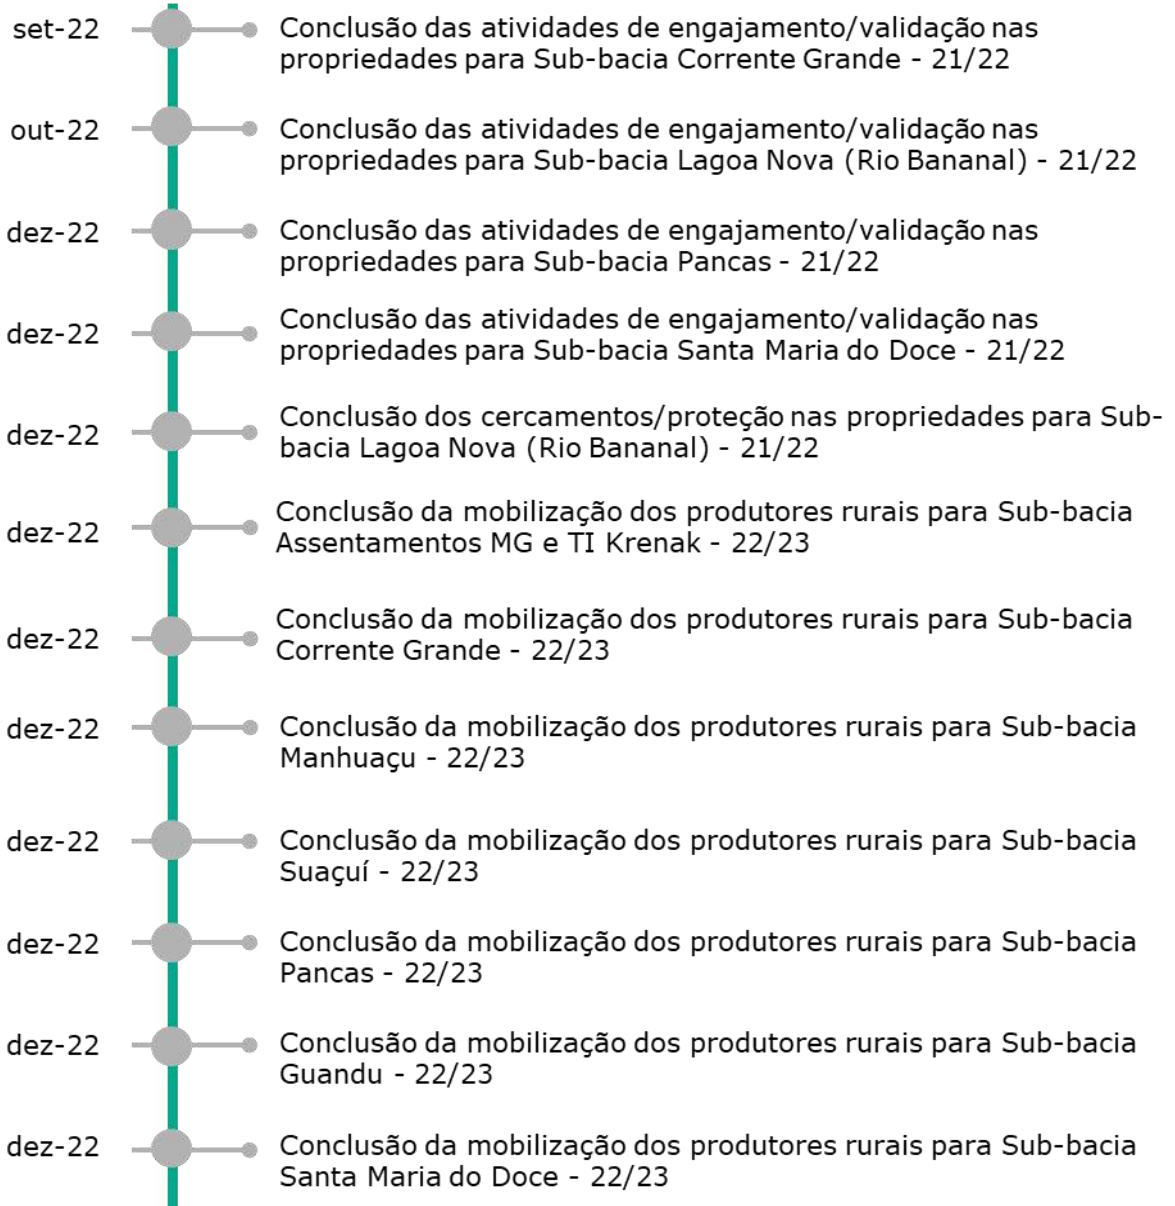 set-22
Conclusão das atividades de engajamento/validação nas
propriedades para Sub-bacia Corrente Grande - 21/22
out-22
Conclusão das atividades de engajamento/validação nas
propriedades para Sub-bacia Lagoa Nova (Rio Bananal) - 21/22
dez-22
Conclusão das atividades de engajamento/validação nas
propriedades para Sub-bacia Pancas - 21/22
dez-22
Conclusão das atividades de engajamento/validação nas
propriedades para Sub-bacia Santa Maria do Doce - 21/22
dez-22
Conclusão dos cercamentos/proteção nas propriedades para Sub-
bacia Lagoa Nova (Rio Bananal) - 21/22
dez-22
Conclusão da mobilização dos produtores rurais para Sub-bacia
Assentamentos MG e TI Krenak - 22/23
dez-22
Conclusão da mobilização dos produtores rurais para Sub-bacia
Corrente Grande - 22/23
dez-22
Conclusão da mobilização dos produtores rurais para Sub-bacia
Manhuaçu - 22/23
dez-22
Conclusão da mobilização dos produtores rurais para Sub-bacia
Suaçuí - 22/23
dez-22
Conclusão da mobilização dos produtores rurais para Sub-bacia
Pancas - 22/23
dez-22
Conclusão da mobilização dos produtores rurais para Sub-bacia
Guandu - 22/23
dez-22
Conclusão da mobilização dos produtores rurais para Sub-bacia
Santa Maria do Doce - 22/23